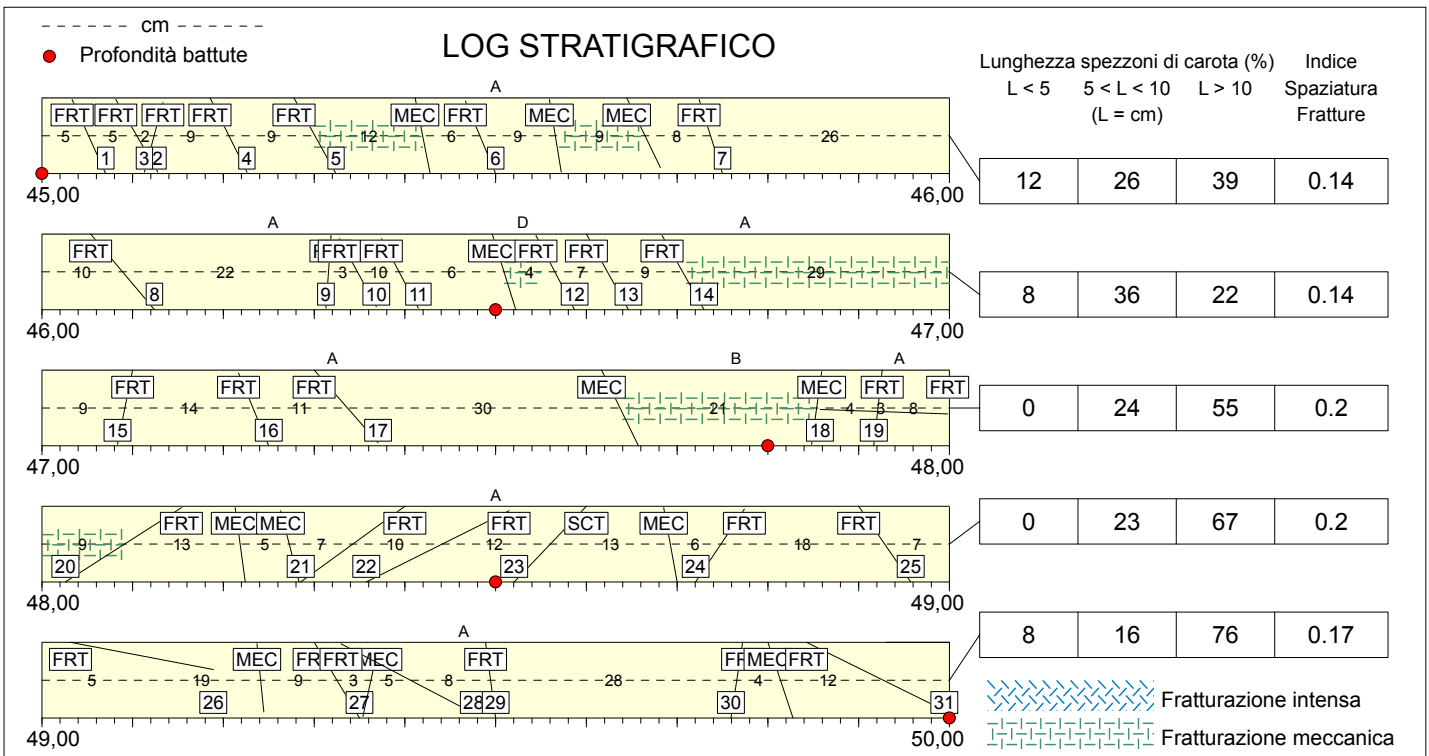 cm
Profondità battute
LOG STRATIGRAFICO
Lunghezza spezzoni di carota (%) Indice
L < 5 5 < L < 10 L > 10 Spaziatura
(L = cm) Fratture
A
FRT FRT FRT FRT FRT MEC FRT MEC MEC FRT
5 5 2 9 9 12 6 9 9 8 26
1 3 2 4 5 6 7
45,00 46,00
12 26 39 0.14
A D A
FRT FRT FRT MEC FRT FRT FRT
10 22 3 10 6 4 7 9 29
8 9 10 11 12 13 14
46,00 47,00
8 36 22 0.14
A B A
FRT FRT FRT MEC MEC FRT FRT
9 14 11 30 21 4 3 8
15 16 17 18 19
47,00 48,00
0 24 55 0.2
A
FRT MEC MEC FRT FRT SCT MEC FRT FRT
9 13 5 7 10 12 13 6 18 7
20 21 22 23 24 25
48,00 49,00
0 23 67 0.2
A
FRT MEC FR FRT MEC FRT FR MEC FRT
5 19 9 3 5 8 28 4 12
26 27 28 29 30 31
49,00 50,00
8 16 76 0.17
Fratturazione intensa
Fratturazione meccanica